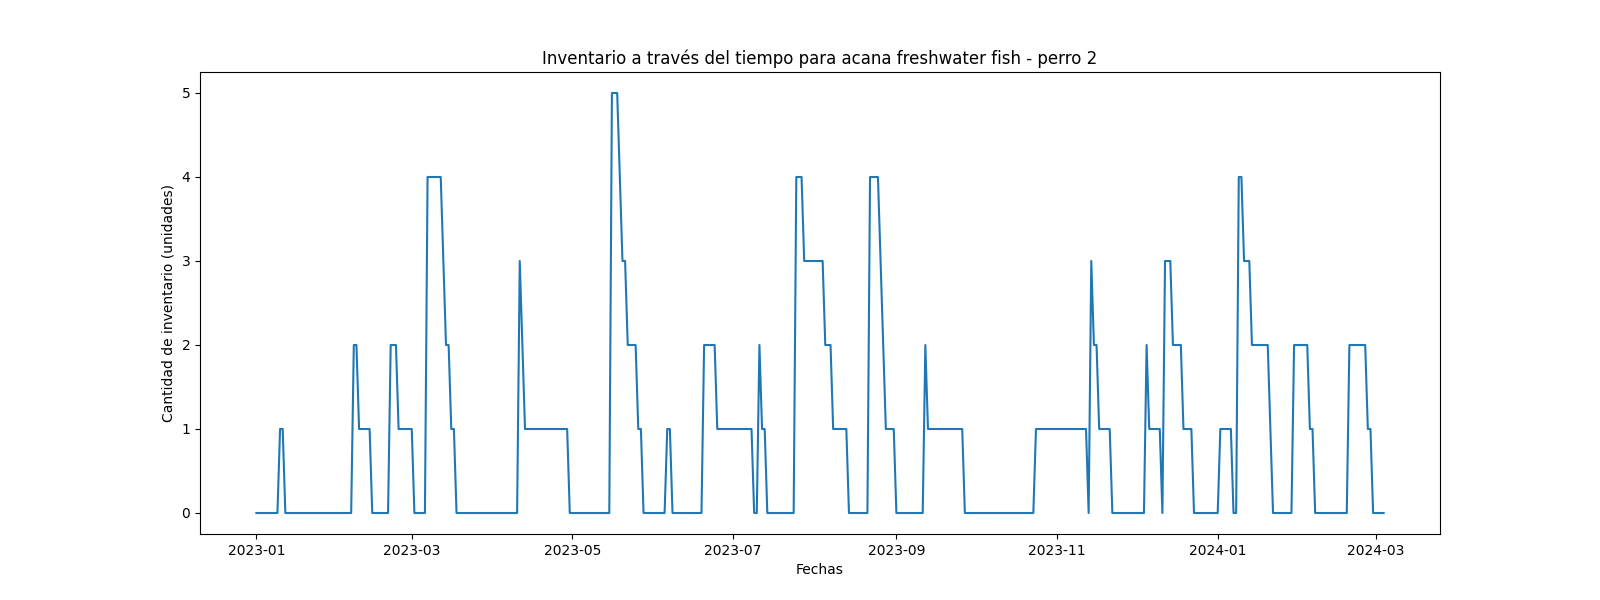 Inventario a través del tiempo para acana freshwater fish - perro 2
Cantidad de inventario (unidades)
5
4
3
2
1
0
2023-01 2023-03 2023-05 2023-07 2023-09 2023-11 2024-01 2024-03
Fechas